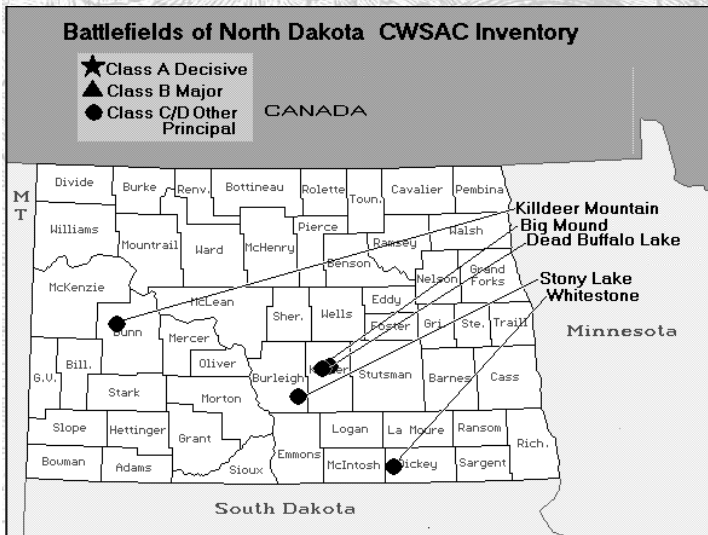 Battlefields of North Dakota CWSAC Inventory
Class A Decisive
Class B Major
Class C/D Other
Principal
CANADA
M
T
Divide
Burke
Renv.
Bottineau
Rolette
Town.
Cavalier
Pembina
Killdeer Mountain
Big Mound
Dead Buffalo Lake
Williams
Mountrail
Ward
McHenry
Pierce
Benson
Ramsey
Walsh
Nelson
Grand
Forks
Stony Lake
Whitestone
McKenzie
McLean
Sher.
Wells
Eddy
Foster
Gri.
Ste.
Traill
Minnesota
Dunn
Mercer
Oliver
Bill.
G.V.
Stark
Morton
Burleigh
Stutsman
Barnes
Cass
Slope
Hettinger
Grant
Emmons
Logan
La Moure
Ransom
Rich.
Bowman
Adams
Sioux
McIntosh
Dickey
Sargent
South Dakota